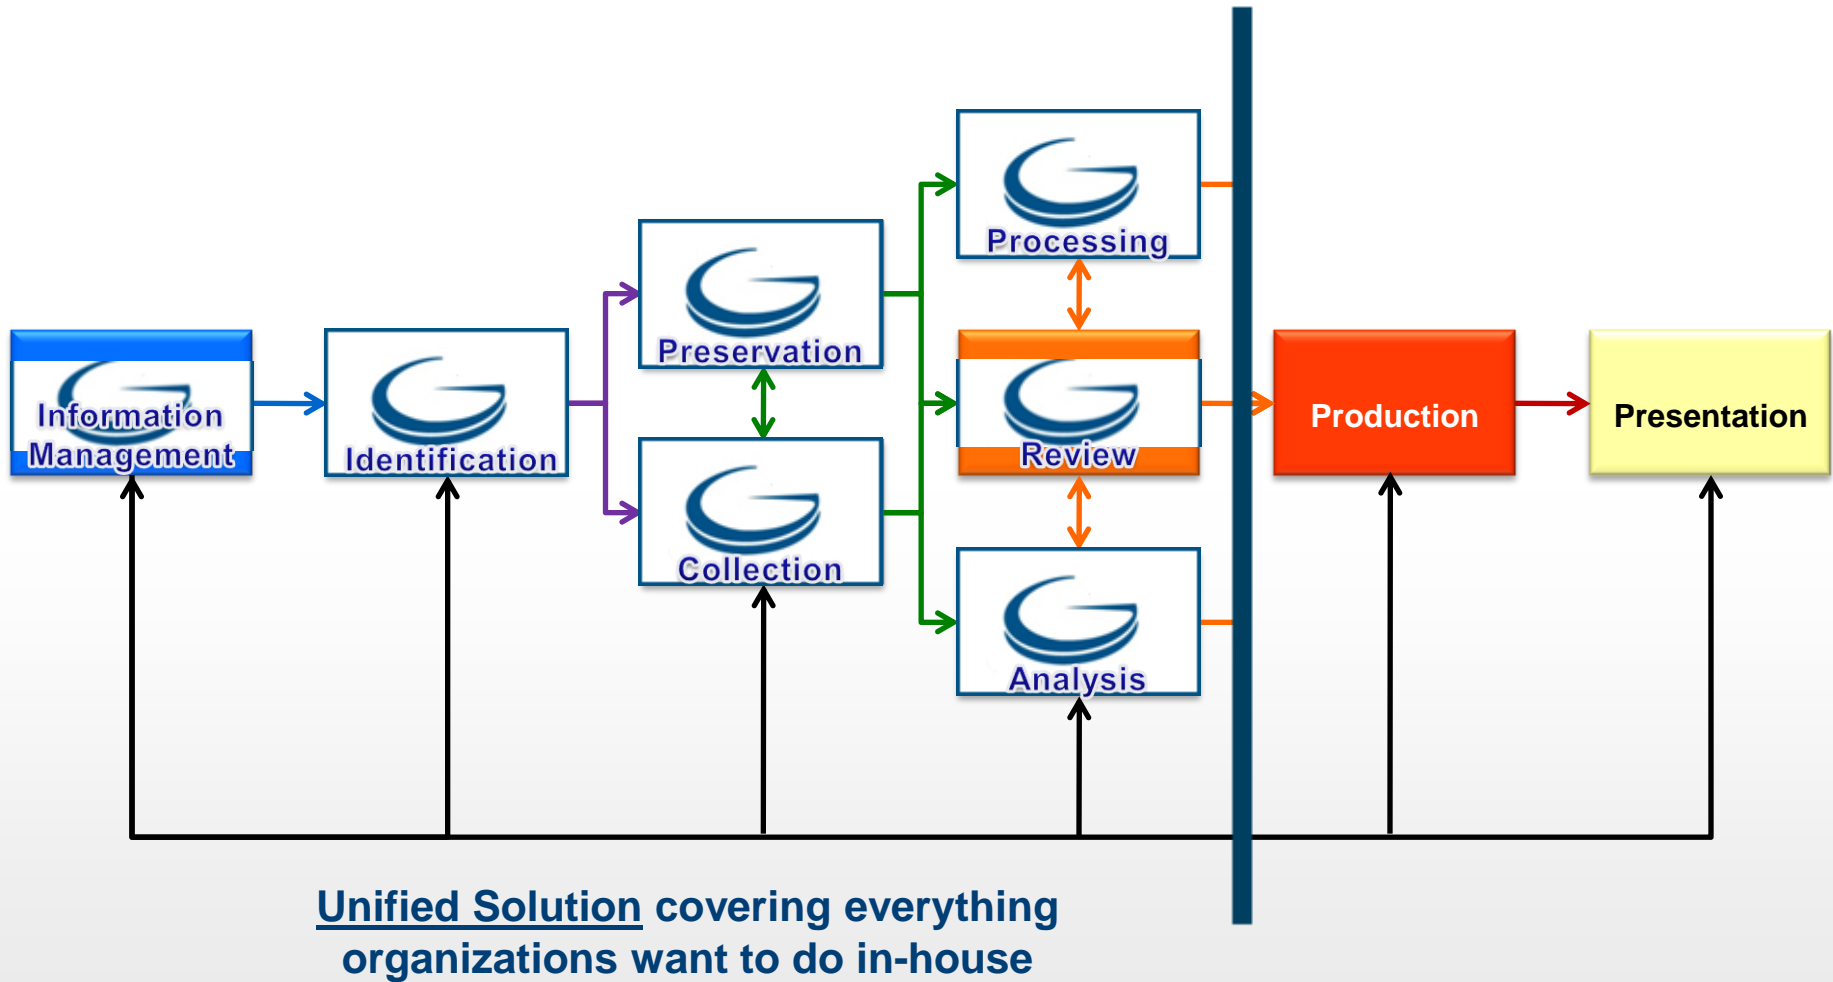 Information
Management
Identification
Preservation
Collection
Processing
Review
Analysis
Production
Presentation
Unified Solution covering everything
organizations want to do in-house